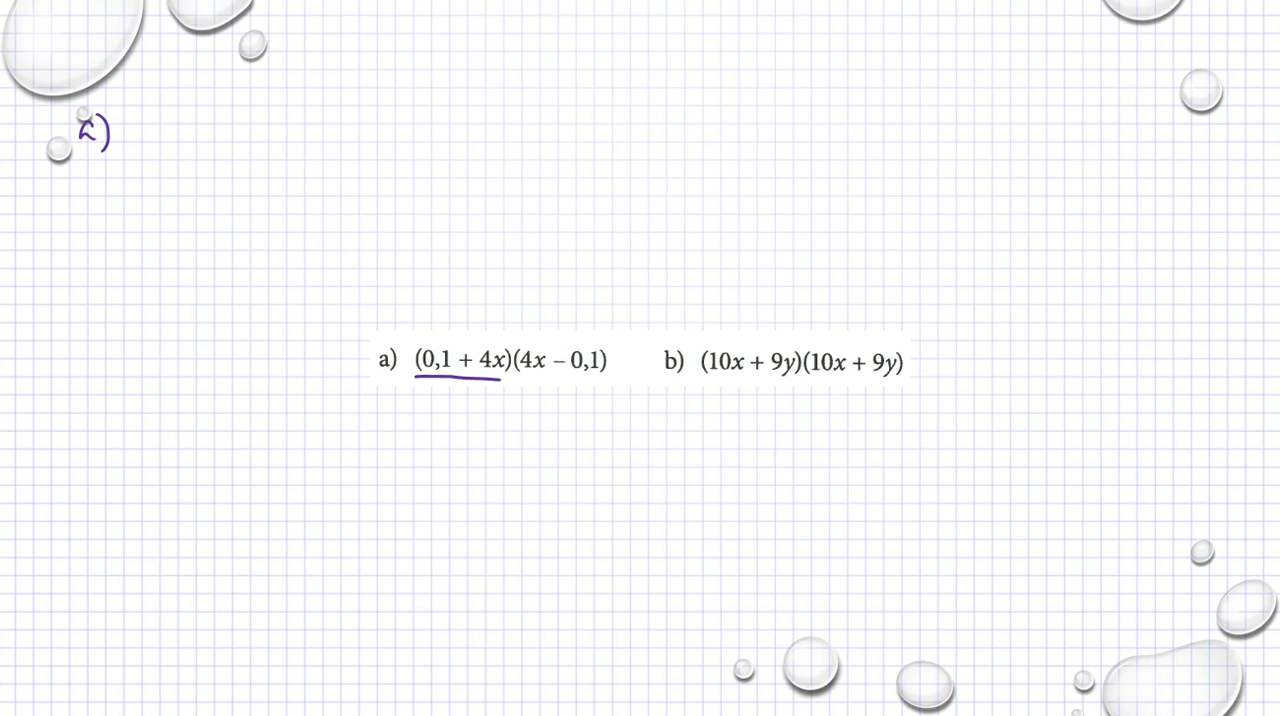 a) (0,1 + 4x)(4x – 0,1) b) (10x + 9y)(10x + 9y)